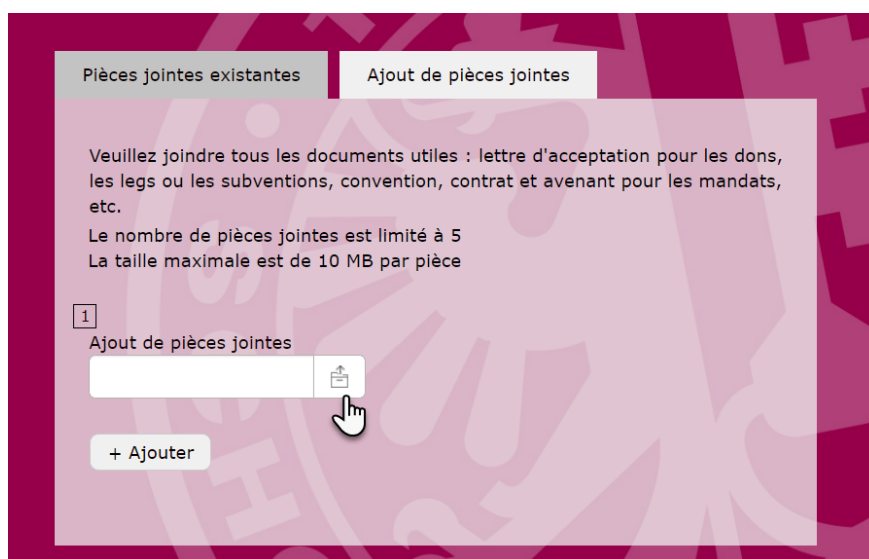 Pièces jointes existantes
Ajout de pièces jointes
Veuillez joindre tous les documents utiles : lettre d'acceptation pour les dons,
les legs ou les subventions, convention, contrat et avenant pour les mandats,
etc.
Le nombre de pièces jointes est limité à 5
La taille maximale est de 10 MB par pièce
1
Ajout de pièces jointes
+ Ajouter